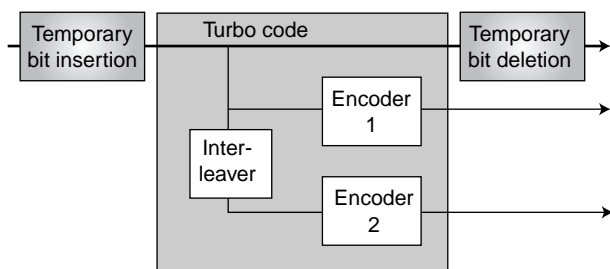 Temporary
bit insertion
Turbo code
Temporary
bit deletion
Encoder
1
Inter-
leaver
Encoder
2